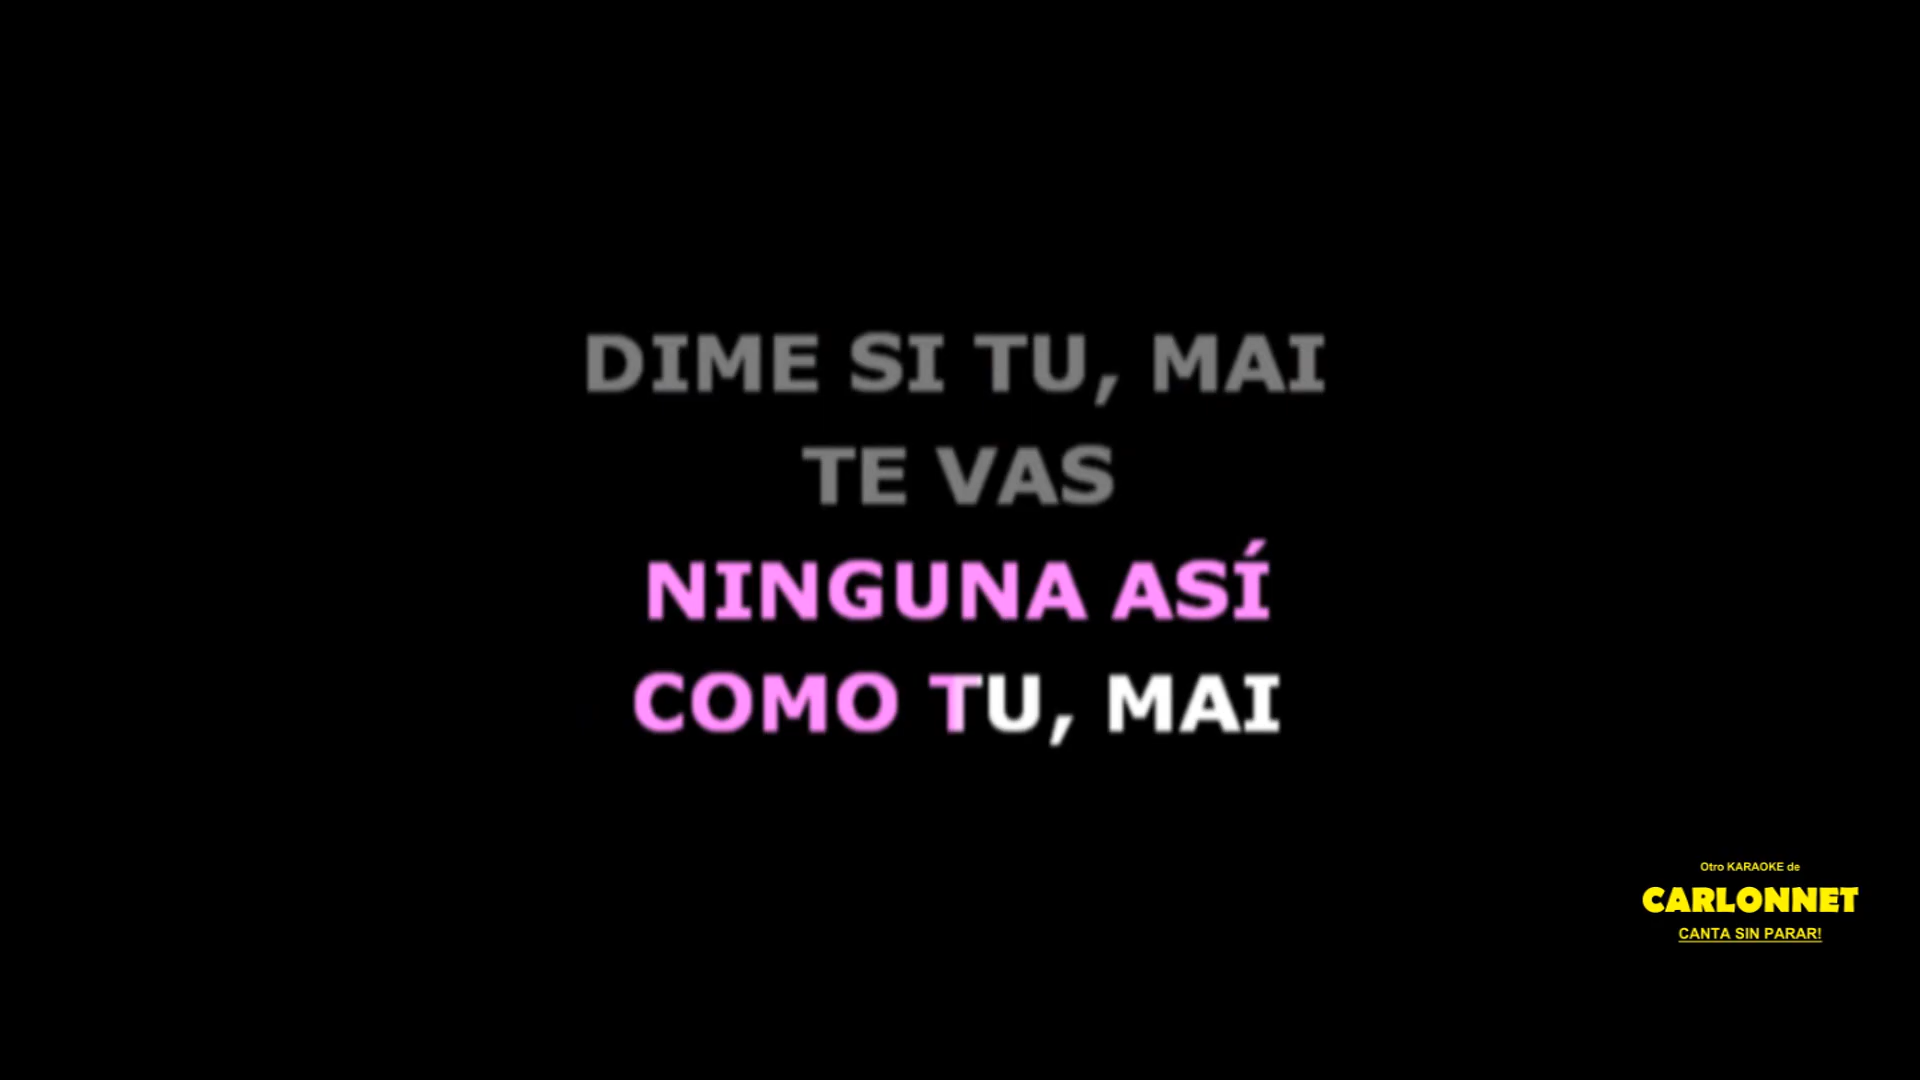 DIME SI TU, MAI
TE VAS
NINGUNA ASÍ
COMO TU, MAI
Otro KARAOKE de
CARLONNET
CANTA SIN PARAR!